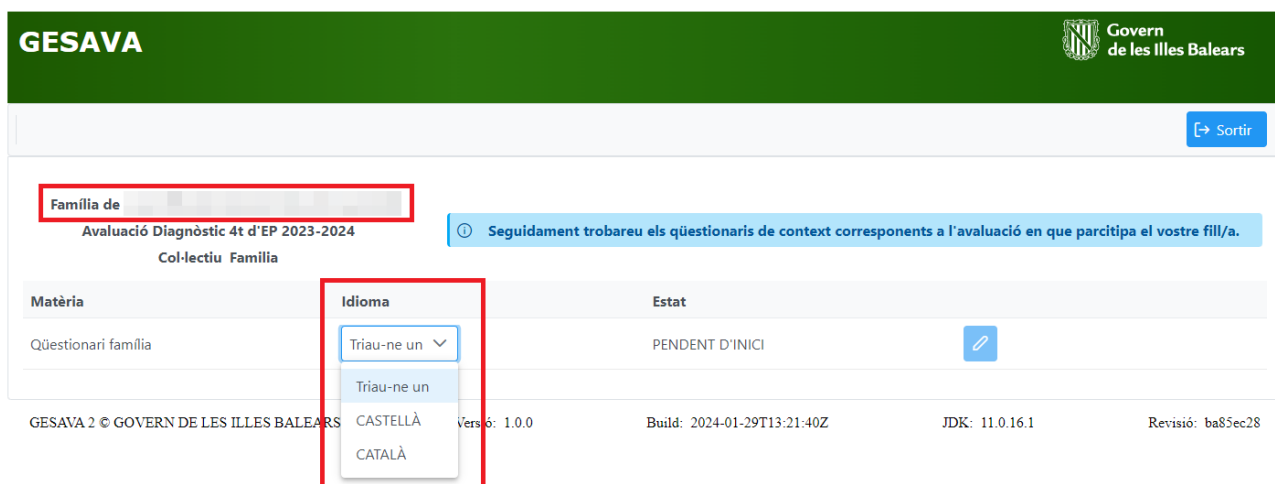 GESAVA
Govern
de les Illes Balears
Sortir
Família de
Avaluació Diagnòstic 4t d'EP 2023-2024
Col·lectiu Familia
Seguidament trobareu els qüestionaris de context corresponents a l'avaluació en que parcitipa el vostre fill/a.
Matèria Idioma Estat
Qüestionari família Triau-ne un PENDENT D'INICI
Triau-ne un
CASTELLÀ
CATALÀ
GESAVA 2 © GOVERN DE LES ILLES BALEARS Versió: 1.0.0 Build: 2024-01-29T13:21:40Z JDK: 11.0.16.1 Revisió: ba85ec28